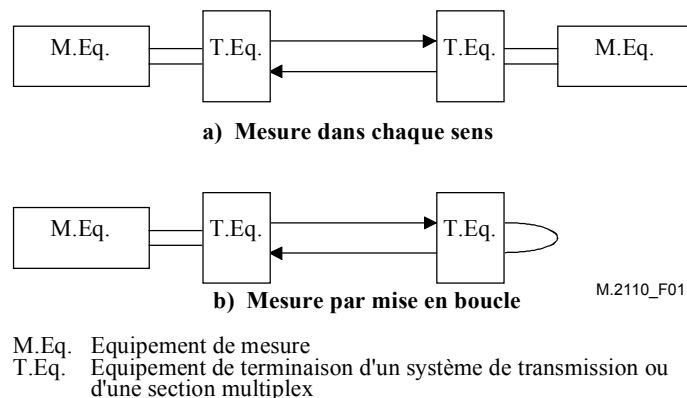 M.Eq. T.Eq. T.Eq. M.Eq.
a) Mesure dans chaque sens
M.Eq. T.Eq. T.Eq.
b) Mesure par mise en boucle
M.2110_F01
M.Eq. Equipement de mesure
T.Eq. Equipement de terminaison d'un système de transmission ou
d'une section multiplex